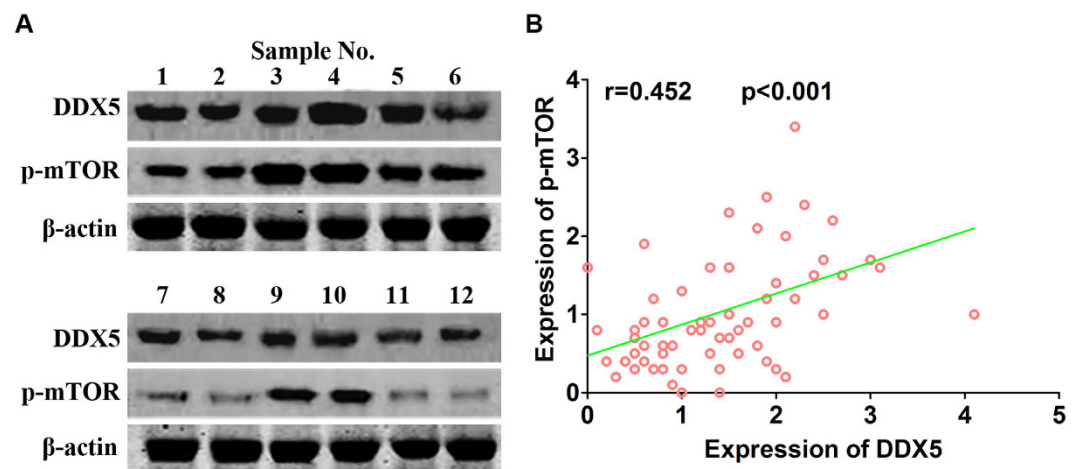 A
Sample No.
1 2 3 4 5 6
DDX5
p-mTOR
β-actin
7 8 9 10 11 12
DDX5
p-mTOR
β-actin
B
r=0.452 p<0.001
Expression of p-mTOR
4
3
2
1
0
0 1 2 3 4 5
Expression of DDX5